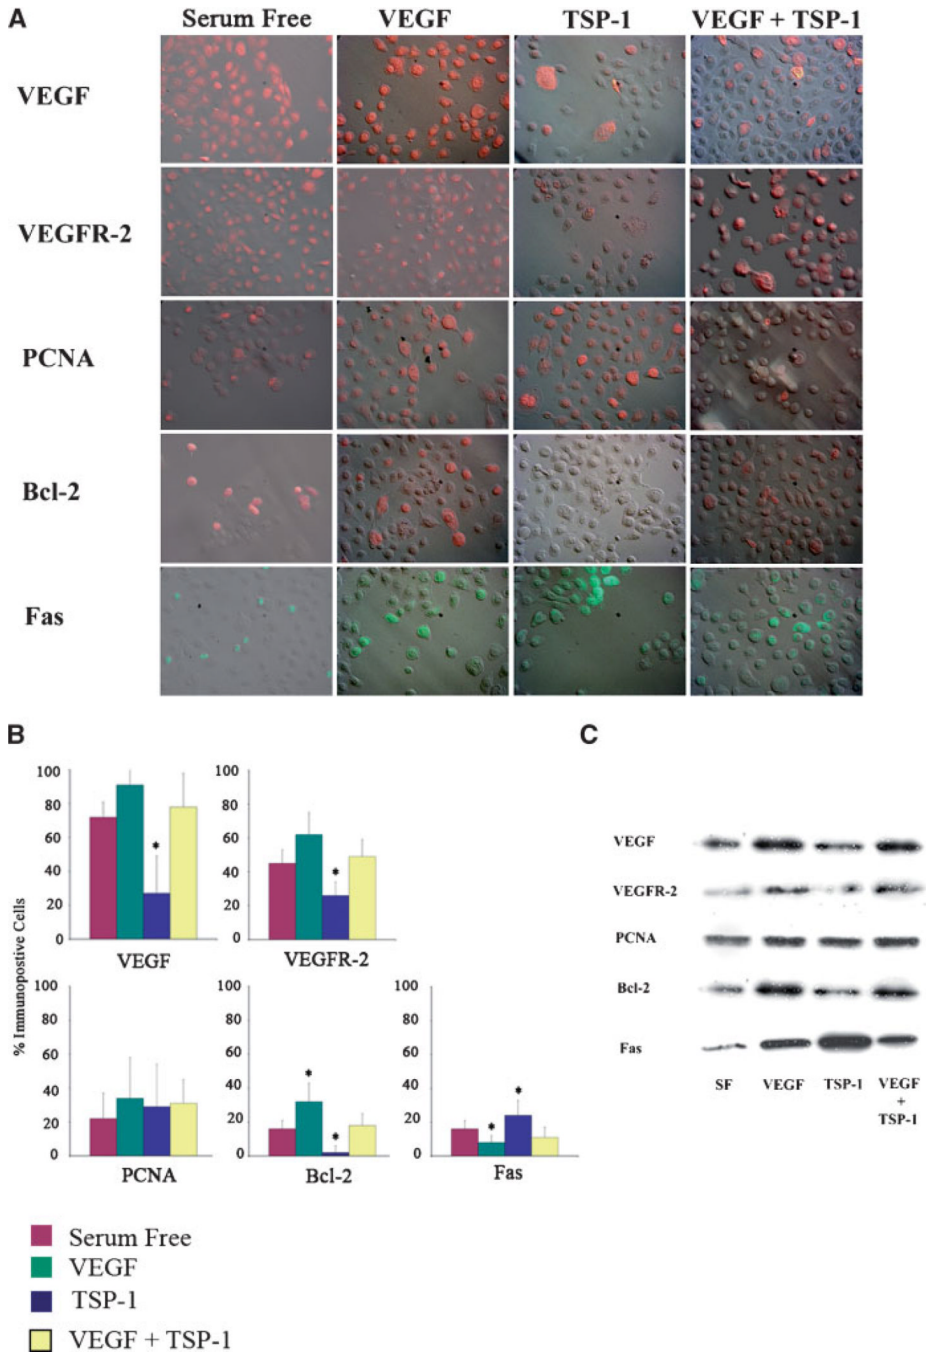 A
Serum Free VEGF TSP-1 VEGF + TSP-1
VEGF
VEGFR-2
PCNA
Bcl-2
Fas
B
% Immunopostive Cells
100
80
60
40
20
0
VEGF
100
80
60
40
20
0
*
*
VEGFR-2
100
80
60
40
20
0
PCNA
100
80
60
40
20
0
*
*
Bcl-2
100
80
60
40
20
0
*
*
Fas
C
VEGF
VEGFR-2
PCNA
Bcl-2
Fas
SF VEGF TSP-1 VEGF
+
TSP-1
Serum Free
VEGF
TSP-1
VEGF + TSP-1